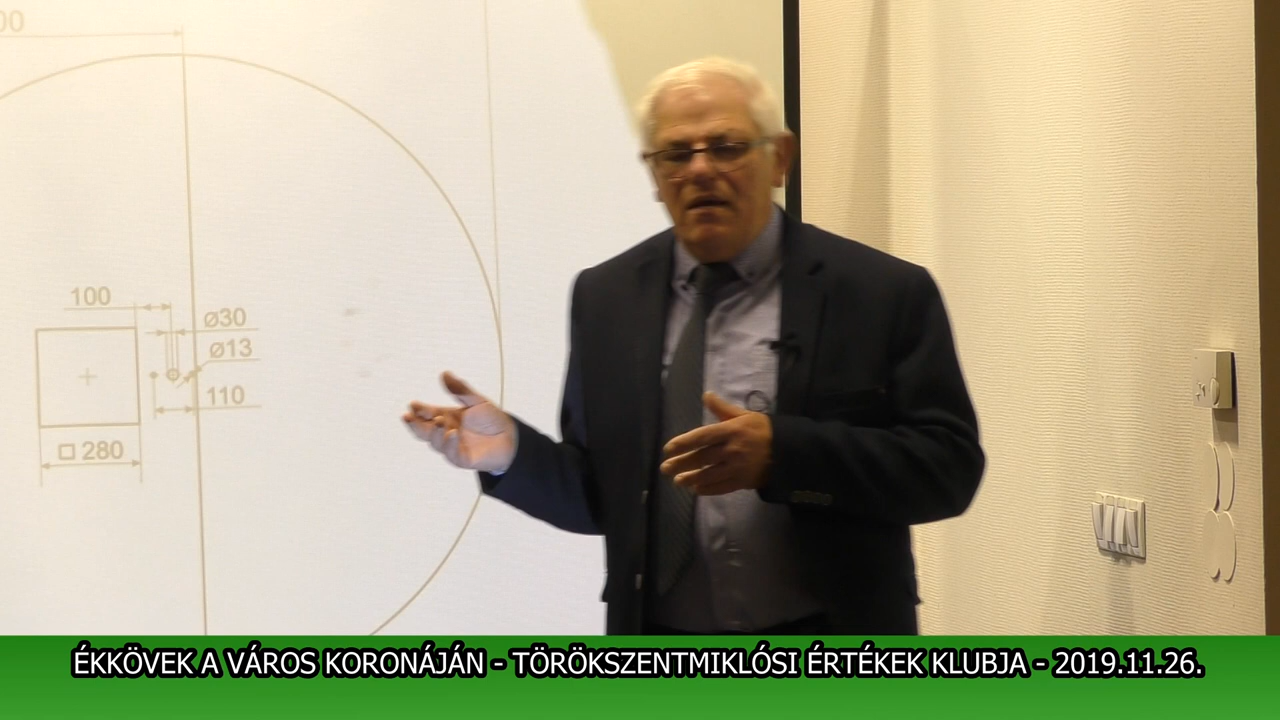 00
100
ø30
ø13
110
□ 280
ÉKKÖVEK A VÁROS KORONÁJÁN - TÖRÖKSZENTMIKLÓSI ÉRTÉKEK KLUBJA - 2019.11.26.